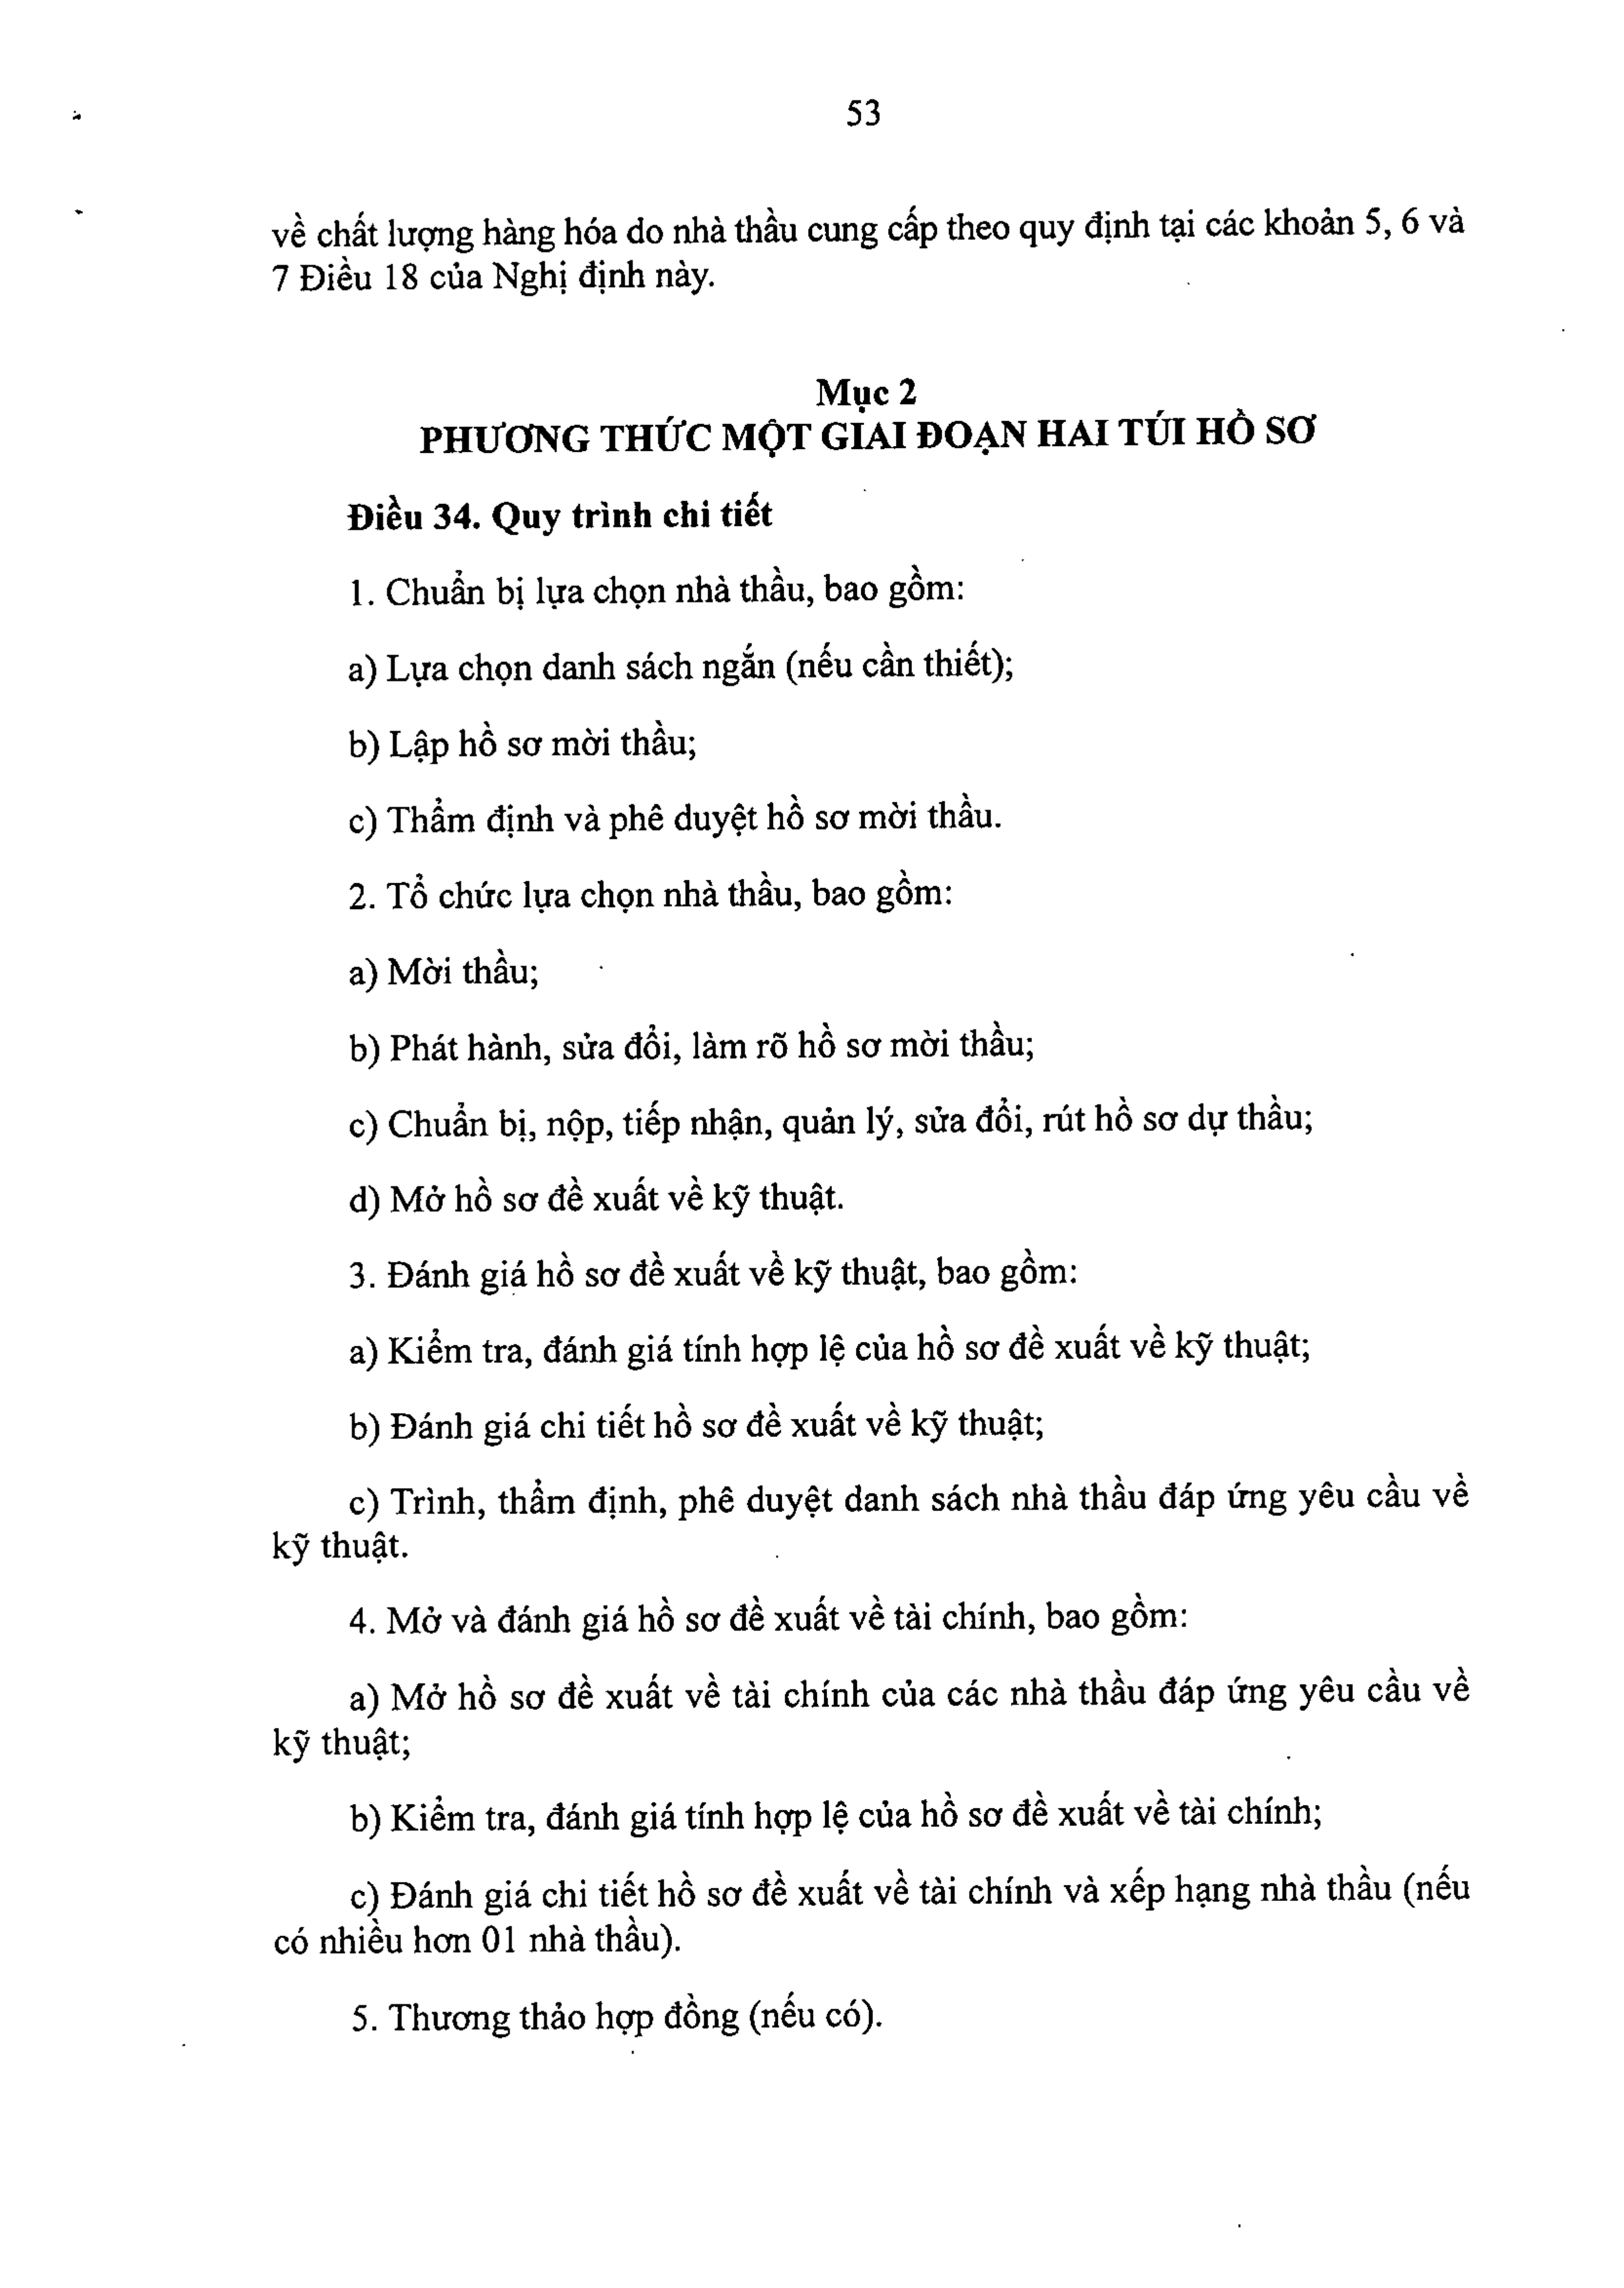 53
về chất lượng hàng hóa do nhà thầu cung cấp theo quy định tại các khoản 5, 6 và
7 Điều 18 của Nghị định này.
Mục 2
PHƯƠNG THỨC MỘT GIAI ĐOẠN HAI TÚI HỒ SƠ
Điều 34. Quy trình chi tiết
1. Chuẩn bị lựa chọn nhà thầu, bao gồm:
a) Lựa chọn danh sách ngắn (nếu cần thiết);
b) Lập hồ sơ mời thầu;
c) Thẩm định và phê duyệt hồ sơ mời thầu.
2. Tổ chức lựa chọn nhà thầu, bao gồm:
a) Mời thầu;
b) Phát hành, sửa đổi, làm rõ hồ sơ mời thầu;
c) Chuẩn bị, nộp, tiếp nhận, quản lý, sửa đổi, rút hồ sơ dự thầu;
d) Mở hồ sơ đề xuất về kỹ thuật.
3. Đánh giá hồ sơ đề xuất về kỹ thuật, bao gồm:
a) Kiểm tra, đánh giá tính hợp lệ của hồ sơ đề xuất về kỹ thuật;
b) Đánh giá chi tiết hồ sơ đề xuất về kỹ thuật;
c) Trình, thẩm định, phê duyệt danh sách nhà thầu đáp ứng yêu cầu về
kỹ thuật.
4. Mở và đánh giá hồ sơ đề xuất về tài chính, bao gồm:
a) Mở hồ sơ đề xuất về tài chính của các nhà thầu đáp ứng yêu cầu về
kỹ thuật;
b) Kiểm tra, đánh giá tính hợp lệ của hồ sơ đề xuất về tài chính;
c) Đánh giá chi tiết hồ sơ đề xuất về tài chính và xếp hạng nhà thầu (nếu
có nhiều hơn 01 nhà thầu).
5. Thương thảo hợp đồng (nếu có).